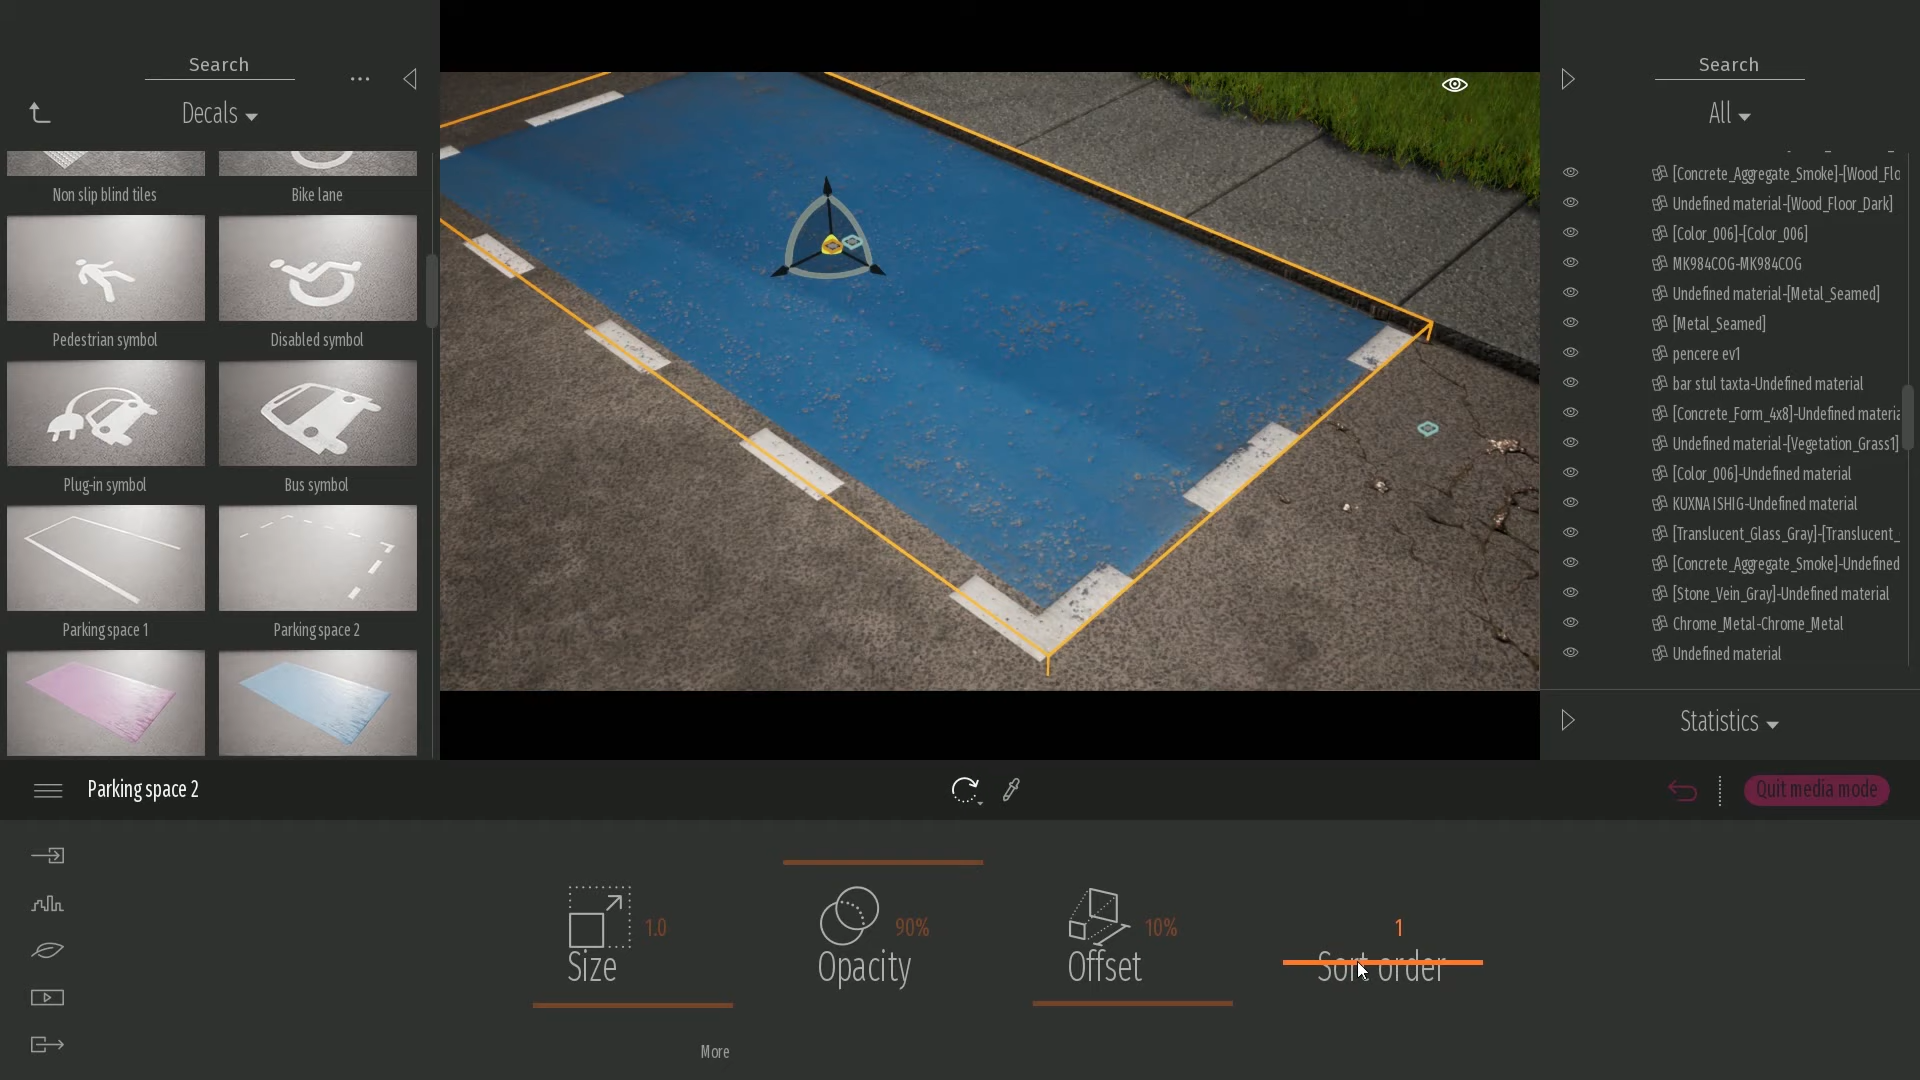 Search
Decals
Non slip blind tiles
Bike lane
Pedestrian symbol
Disabled symbol
Plug-in symbol
Bus symbol
Parking space 1
Parking space 2
Search
All
[Concrete_Aggregate_Smoke]-[Wood_Flo
Undefined material-[Wood_Floor_Dark]
[Color_006]-[Color_006]
MK984COG-MK984COG
Undefined material-[Metal_Seamed]
[Metal_Seamed]
pencere ev1
bar stul taxta-Undefined material
[Concrete_Form_4x8]-Undefined materia
Undefined material-[Vegetation_Grass1]
[Color_006]-Undefined material
KUXNA ISHIG-Undefined material
[Translucent_Glass_Gray]-[Translucent_
[Concrete_Aggregate_Smoke]-Undefined
[Stone_Vein_Gray]-Undefined material
Chrome_Metal-Chrome_Metal
Undefined material
Statistics
Parking space 2
Quit media mode
1.0
Size
90%
Opacity
10%
Offset
1
Sort order
More